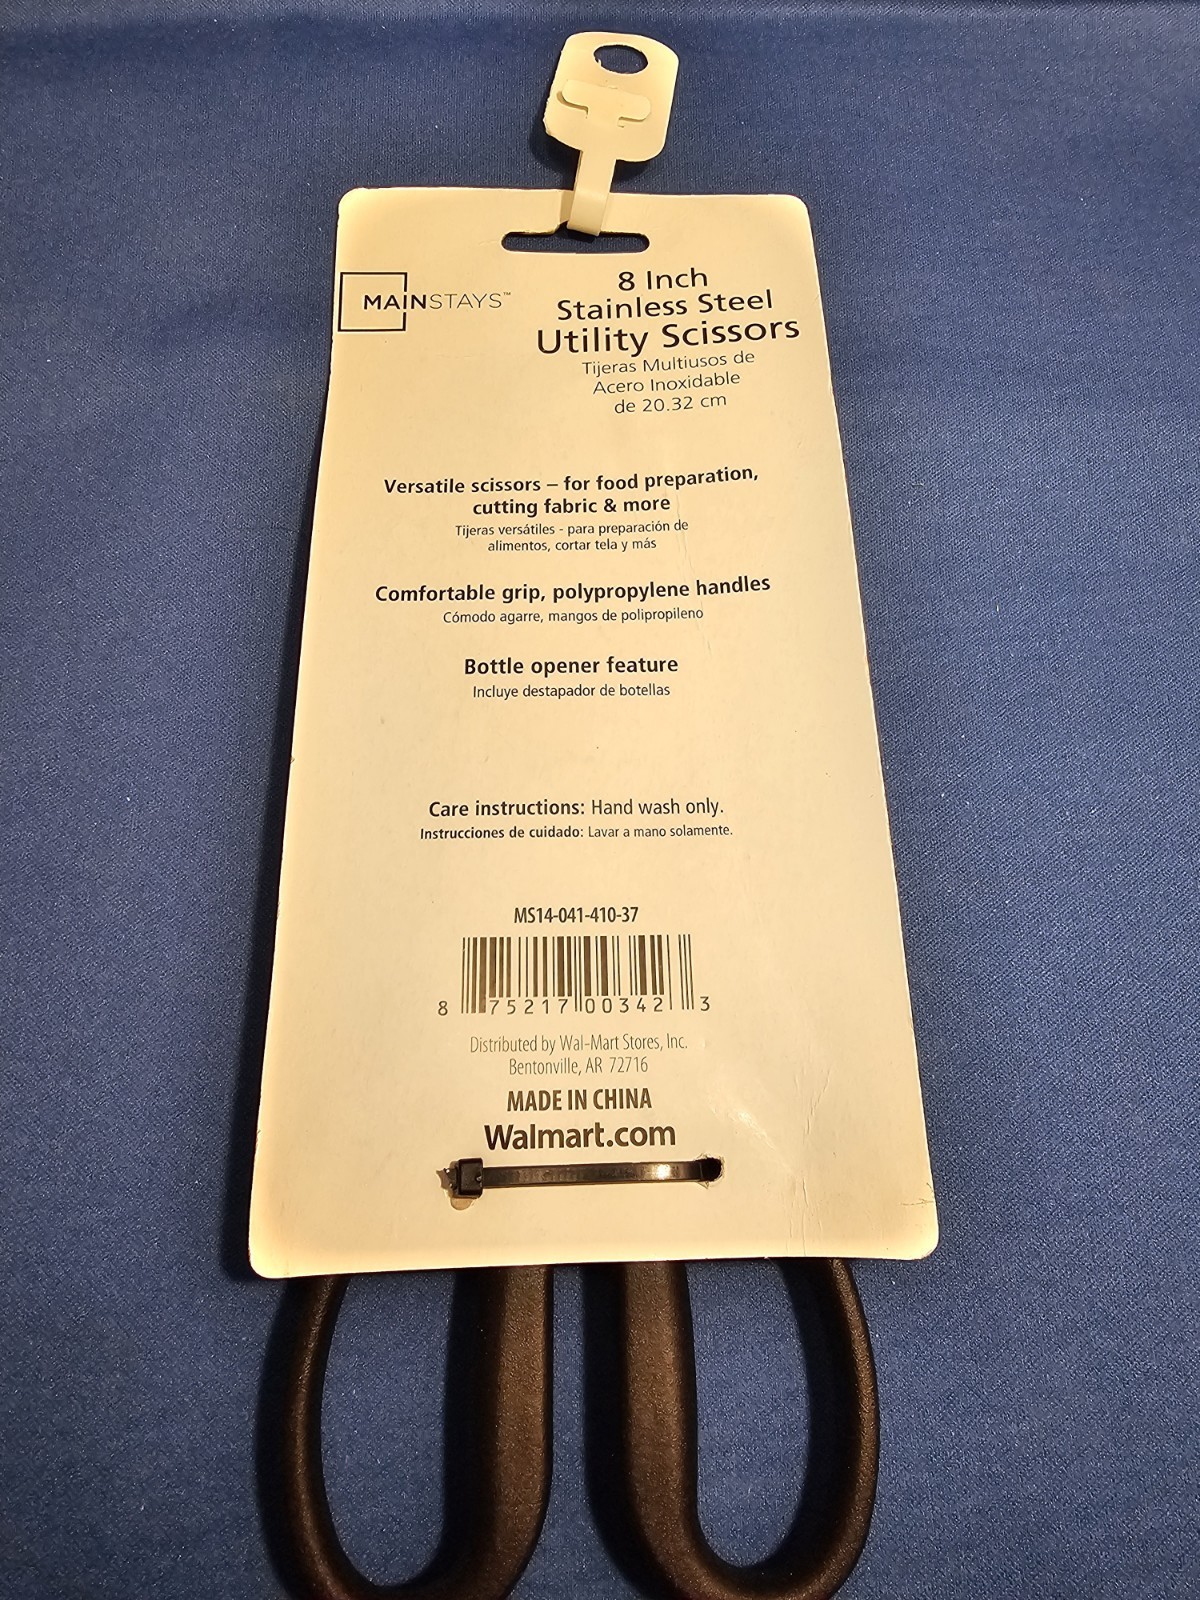 MAINSTAYS™
8 Inch
Stainless Steel
Utility Scissors
Tijeras Multiusos de
Acero Inoxidable
de 20.32 cm
Versatile scissors – for food preparation,
cutting fabric & more
Tijeras versátiles - para preparación de
alimentos, cortar tela y más
Comfortable grip, polypropylene handles
Cómodo agarre, mangos de polipropileno
Bottle opener feature
Incluye destapador de botellas
Care instructions: Hand wash only.
Instrucciones de cuidado: Lavar a mano solamente.
MS14-041-410-37
8 75217 00342 3
Distributed by Wal-Mart Stores, Inc.
Bentonville, AR 72716
MADE IN CHINA
Walmart.com